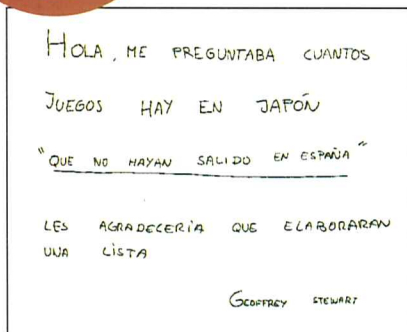 HOLA, ME PREGUNTABA CUANTOS
JUEGOS HAY EN JAPÓN
"QUE NO HAYAN SALIDO EN ESPAÑA"
LES AGRADECERÍA QUE ELABORARAN
UNA LISTA
GEOFFREY STEWART